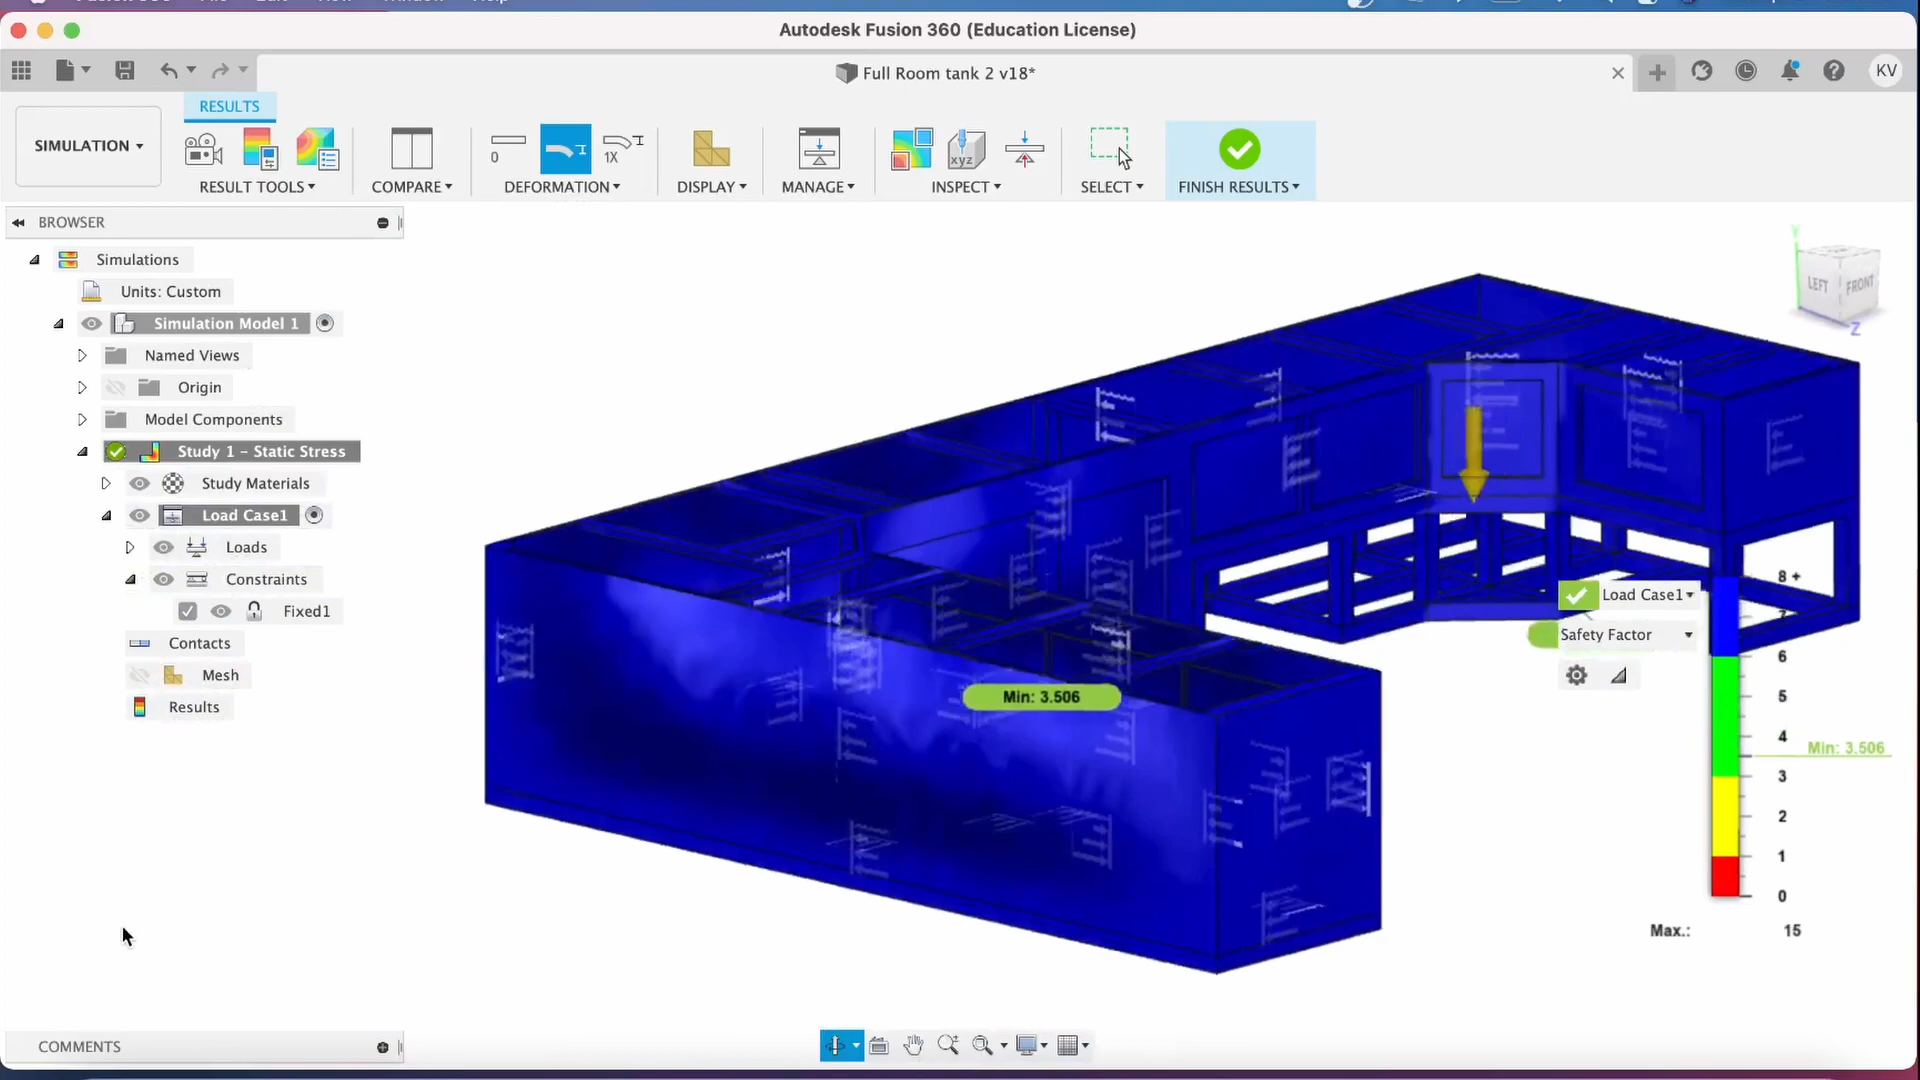 Autodesk Fusion 360 (Education License)
Full Room tank 2 v18*
KV
RESULTS
SIMULATION
RESULT TOOLS
COMPARE
0
1X
DEFORMATION
DISPLAY
MANAGE
xyz
INSPECT
SELECT
FINISH RESULTS
BROWSER
Simulations
Units: Custom
Simulation Model 1
Named Views
Origin
Model Components
Study 1 - Static Stress
Study Materials
Load Case1
Loads
Constraints
Fixed1
Contacts
Mesh
Results
LEFT
FRONT
Z
Load Case1
Safety Factor
Min: 3.506
8 +
6
5
4
Min: 3.506
3
2
1
0
Max.: 15
COMMENTS